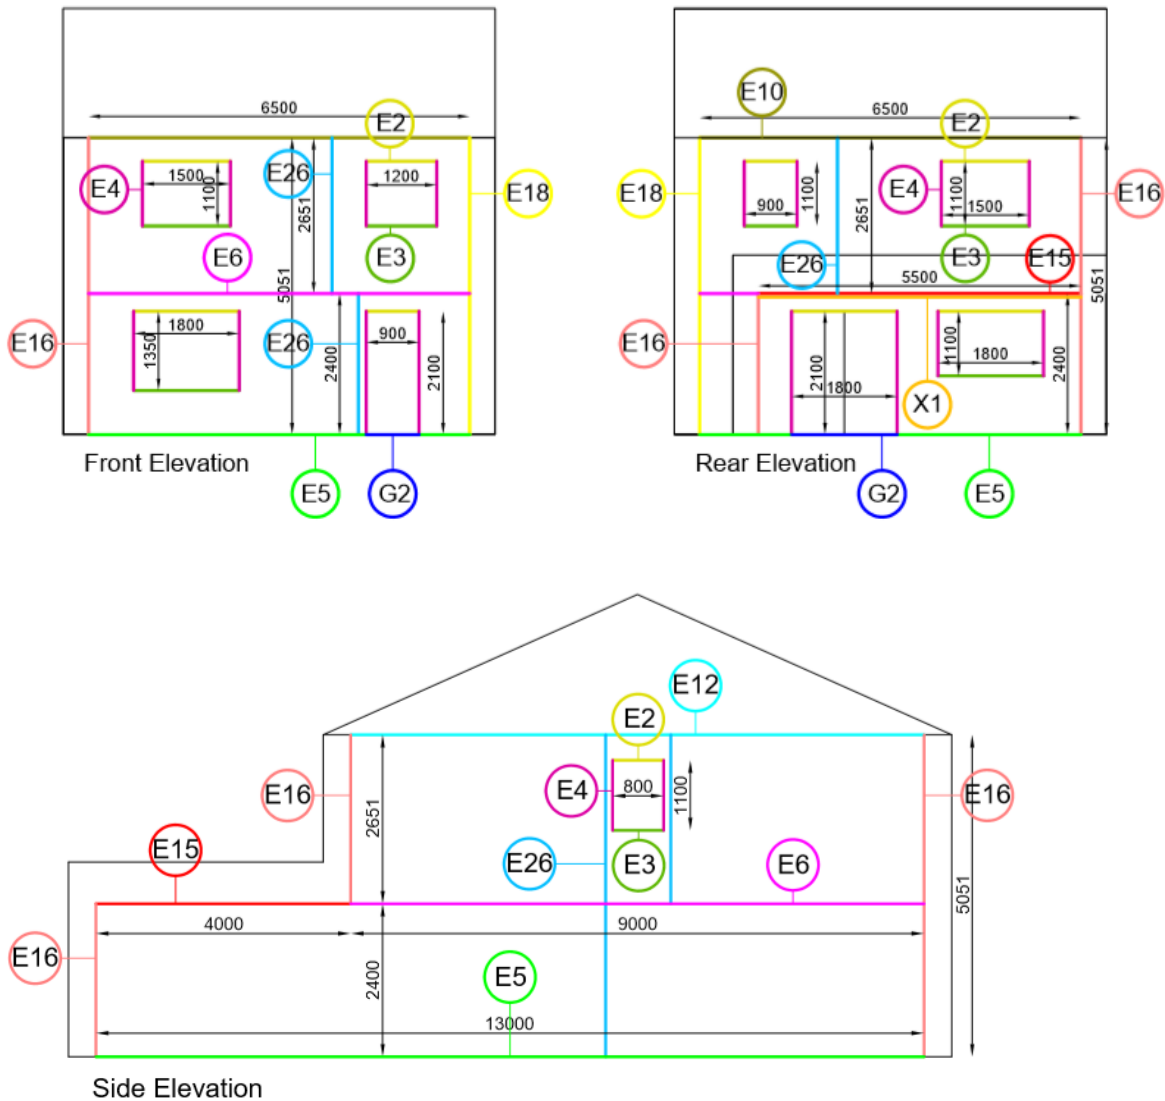 6500
E2
E4
1500
1100
E26
2651
1200
E18
E6
5051
E3
E16
1800
1350
E26
2400
900
2100
Front Elevation
E5
G2
E10
6500
E2
E18
900
1100
2651
E4
1100
1500
E16
E26
E3
E15
5500
5051
E16
2100
1800
1100
1800
2400
X1
Rear Elevation
G2
E5
E12
E2
E16
2651
E4
800
1100
E16
E15
E26
E3
E6
5051
4000
9000
E16
2400
E5
13000
Side Elevation